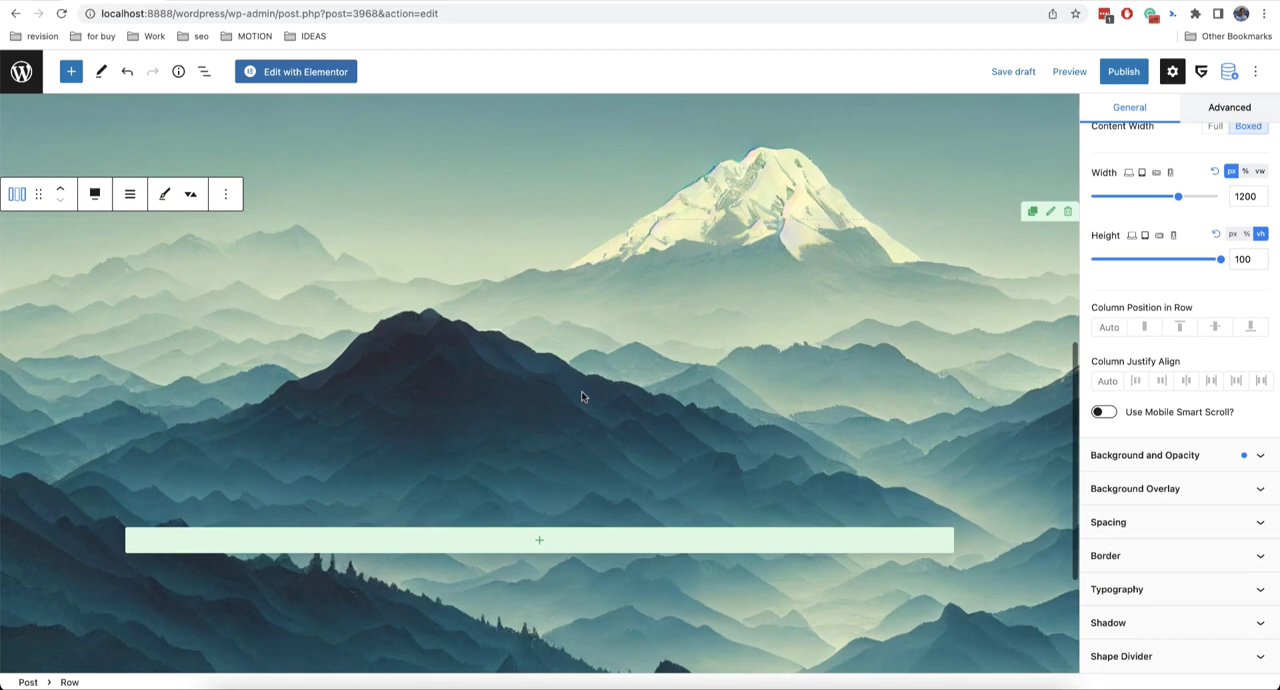 localhost:8888/wordpress/wp-admin/post.php?post=3968&action=edit
revision for buy Work seo MOTION IDEAS Other Bookmarks
Edit with Elementor Save draft Preview Publish
General Advanced
Content Width Full Boxed
Width px % vw
1200
Height px % vh
100
Column Position in Row
Auto
Column Justify Align
Auto
Use Mobile Smart Scroll?
Background and Opacity
Background Overlay
Spacing
Border
Typography
Shadow
Shape Divider
Post > Row